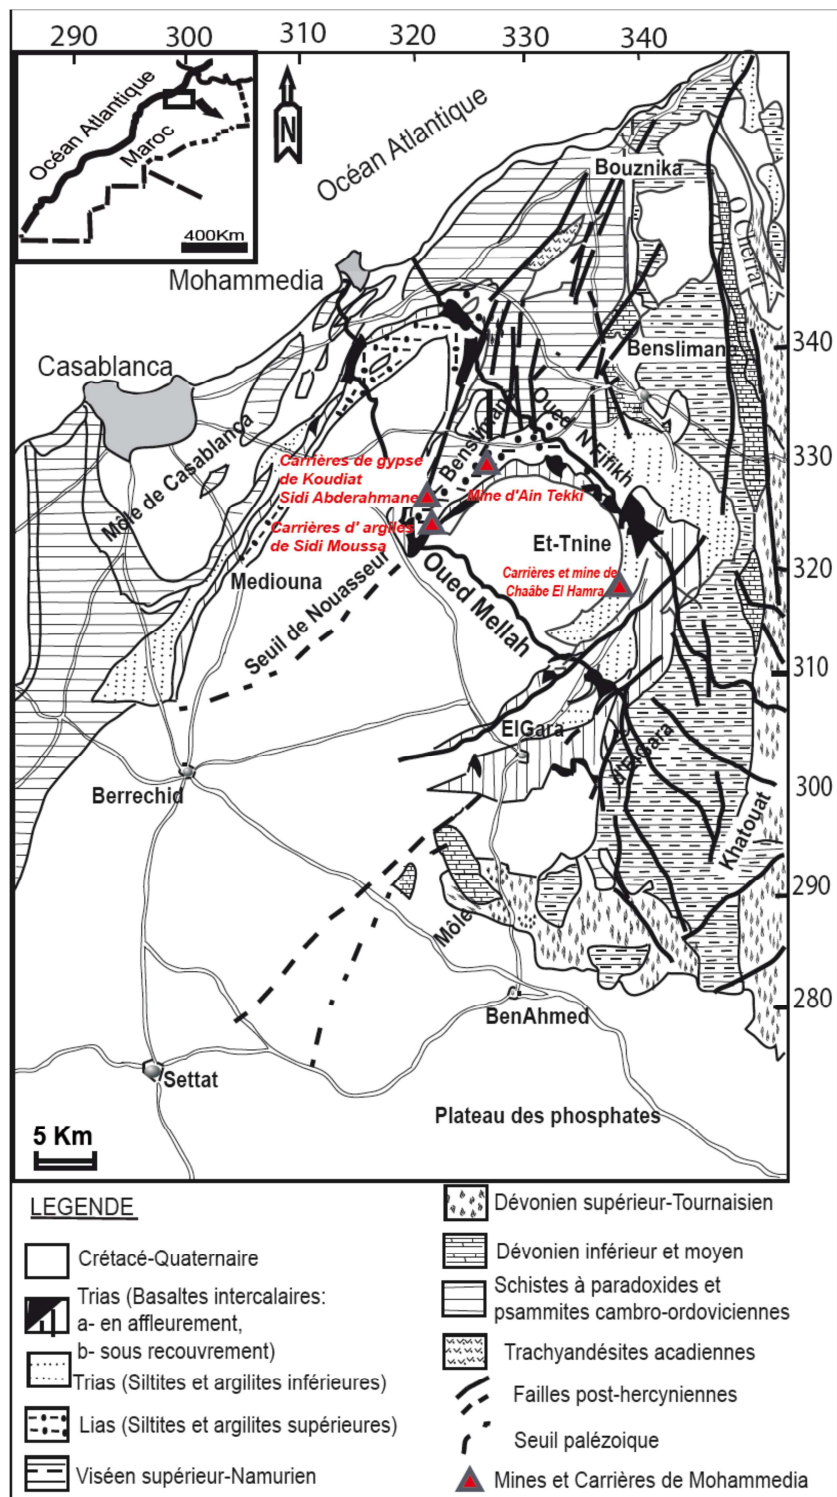 290 300 310 320 330 340
Océan Atlantique
Maroc
400Km
N
Océan Atlantique
Bouznika
O Cherrat
Mohammedia
340
Benslimane
Casablanca
Môle de Casablanca
Oued N'Fifikh
Benslimane
330
Carrières de gypse
de Koudiat
Sidi Abderahmane
Mine d'Ain Tekki
Carrières d' argiles
de Sidi Moussa
Et-Tnine
Carrières et mine de
Chaâbe El Hamra
320
Mediouna
Seuil de Nouasseur
Oued Mellah
310
ElGara
d'ElGara
300
Berrechid
Khatouat
290
Môle
280
BenAhmed
Settat
Plateau des phosphates
5 Km
LEGENDE
Crétacé-Quaternaire
Trias (Basaltes intercalaires:
a- en affleurement,
b- sous recouvrement)
Trias (Siltites et argilites inférieures)
Lias (Siltites et argilites supérieures)
Viséen supérieur-Namurien
Dévonien supérieur-Tournaisien
Dévonien inférieur et moyen
Schistes à paradoxides et
psammites cambro-ordoviciennes
Trachyandésites acadiennes
Failles post-hercyniennes
Seuil palézoique
Mines et Carrières de Mohammedia